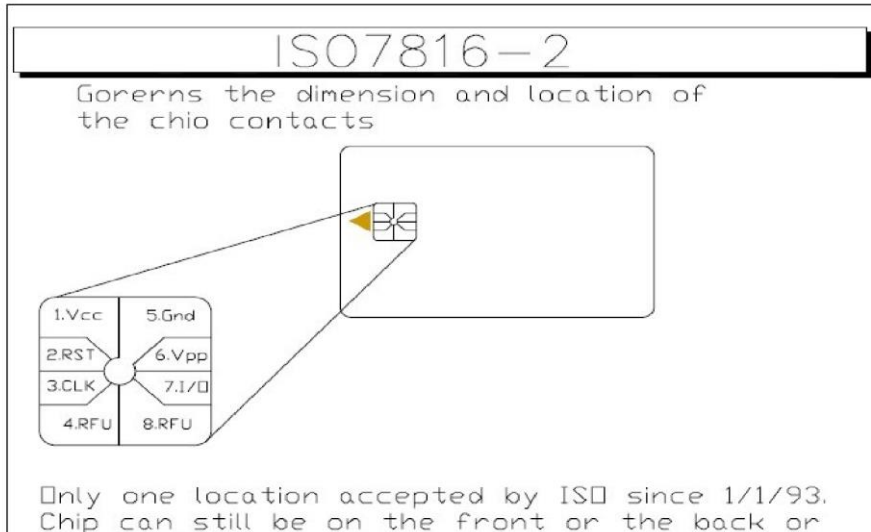 ISO7816-2
Gorerns the dimension and location of
the chio contacts
1.Vcc 5.Gnd
2.RST 6.Vpp
3.CLK 7.I/O
4.RFU 8.RFU
Only one location accepted by ISO since 1/1/93.
Chip can still be on the front or the back or